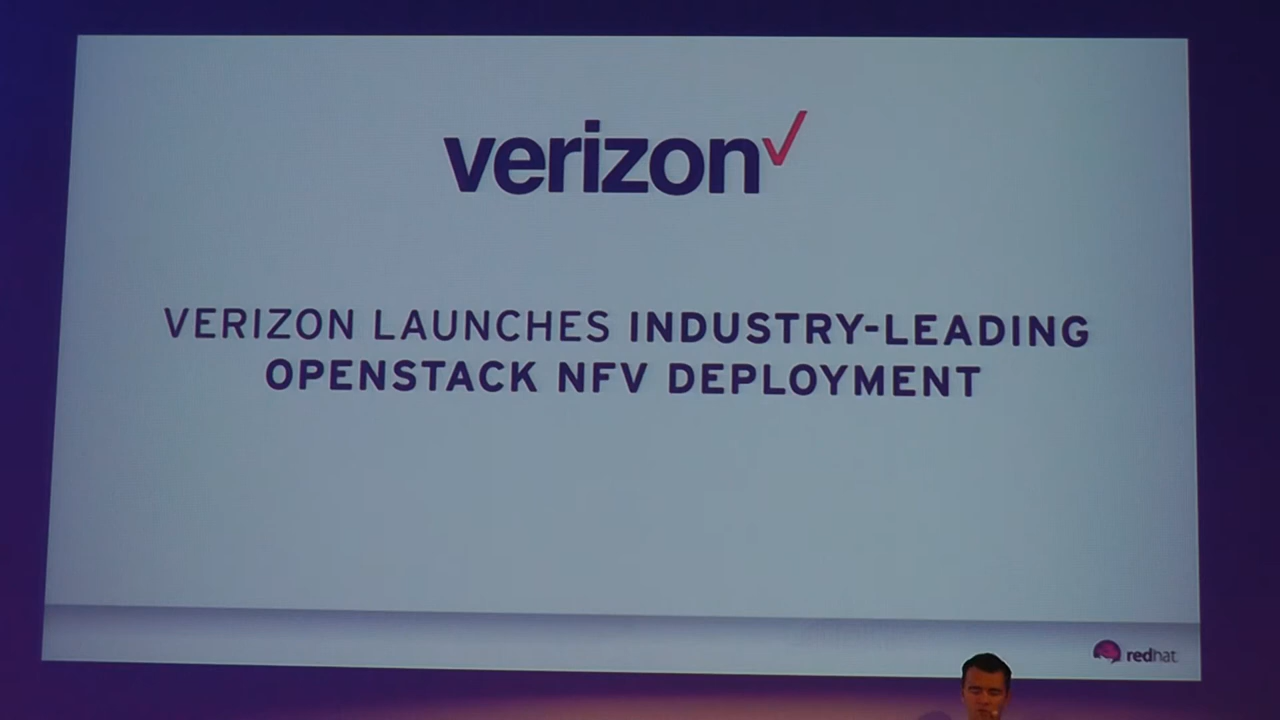 verizon✓
VERIZON LAUNCHES INDUSTRY-LEADING
OPENSTACK NFV DEPLOYMENT
redhat